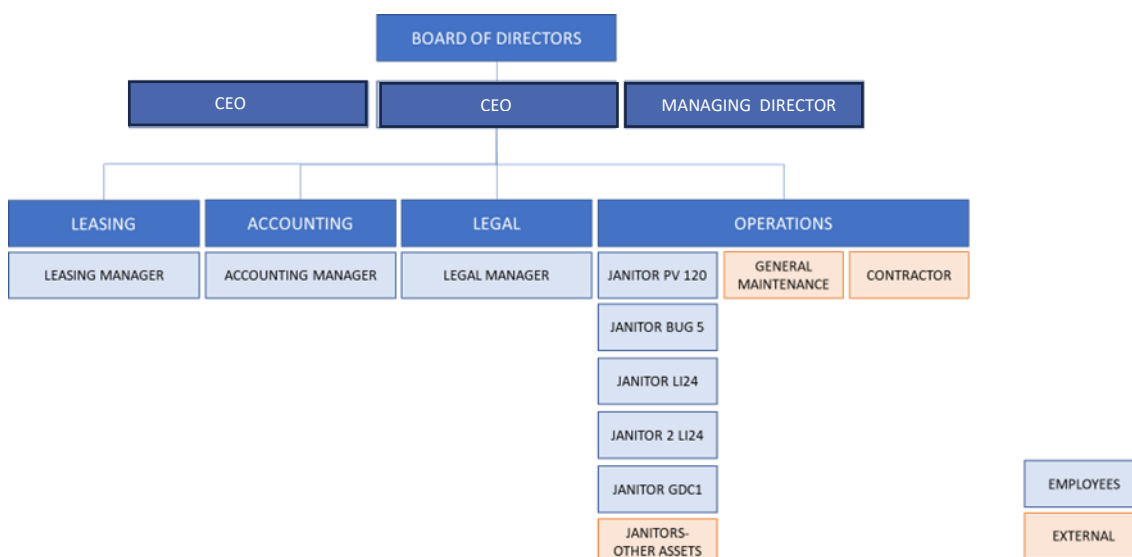 BOARD OF DIRECTORS
CEO
CEO
MANAGING DIRECTOR
LEASING
ACCOUNTING
LEGAL
OPERATIONS
LEASING MANAGER
ACCOUNTING MANAGER
LEGAL MANAGER
JANITOR PV 120
GENERAL
MAINTENANCE
CONTRACTOR
JANITOR BUG 5
JANITOR LI24
JANITOR 2 LI24
JANITOR GDC1
JANITORS-
OTHER ASSETS
EMPLOYEES
EXTERNAL